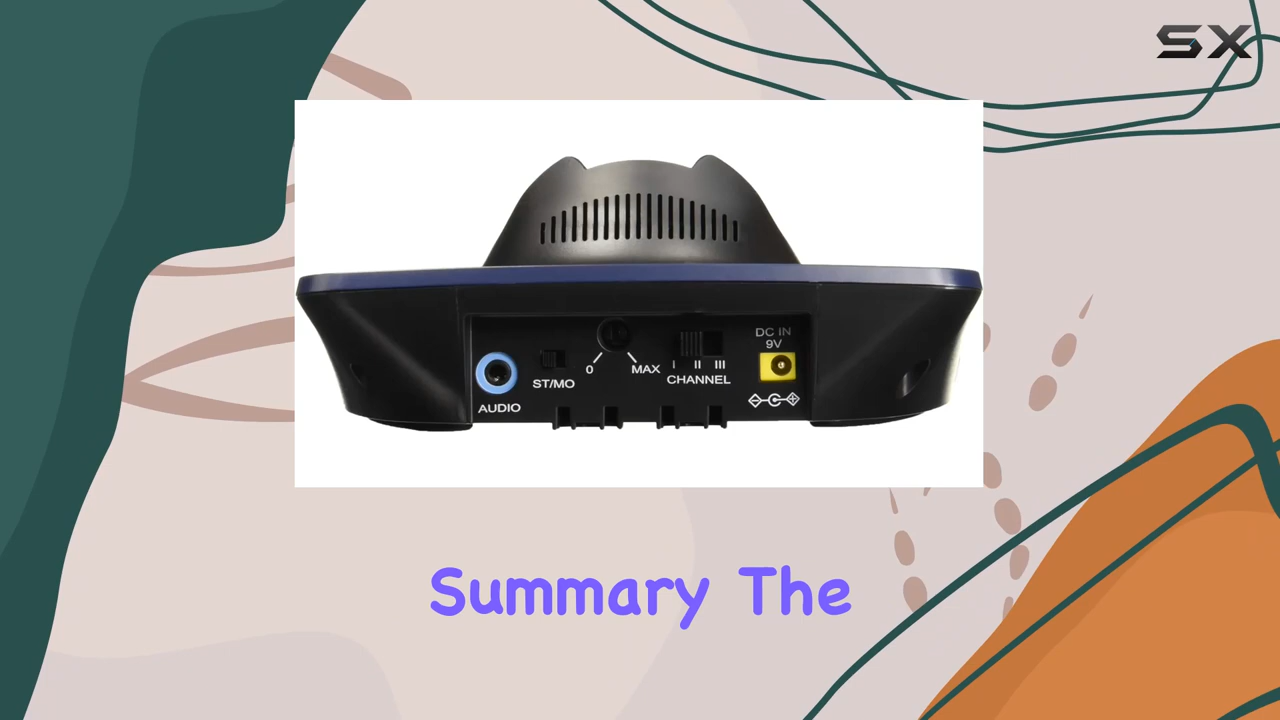 SX
DC IN
9V
0 MAX
I II III
ST/MO
CHANNEL
AUDIO
Summary The